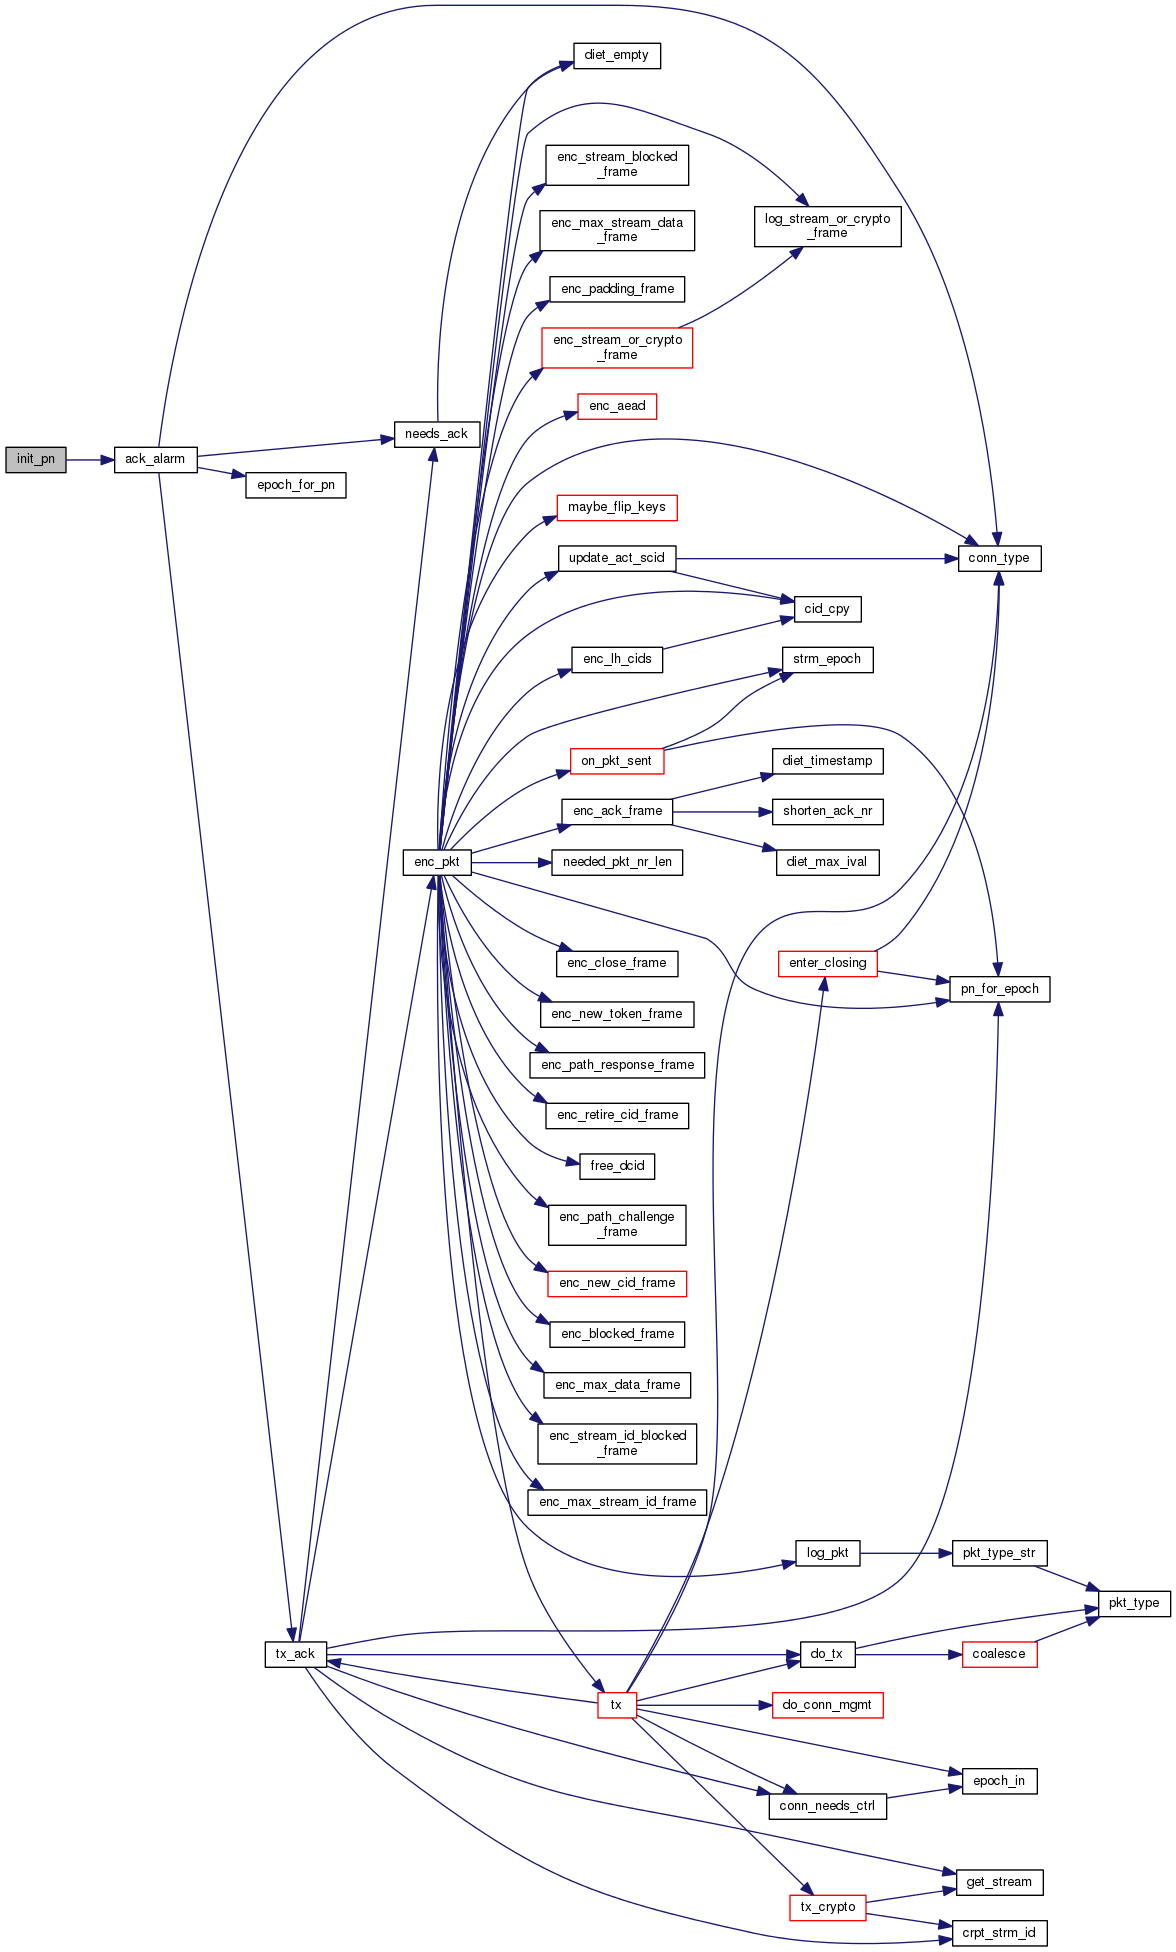 diet_empty
enc_stream_blocked
_frame
enc_max_stream_data
_frame
log_stream_or_crypto
_frame
enc_padding_frame
enc_stream_or_crypto
_frame
enc_aead
needs_ack
init_pn
ack_alarm
epoch_for_pn
maybe_flip_keys
update_act_scid
conn_type
cid_cpy
enc_lh_cids
strm_epoch
on_pkt_sent
diet_timestamp
enc_ack_frame
shorten_ack_nr
enc_pkt
needed_pkt_nr_len
diet_max_ival
enc_close_frame
enter_closing
pn_for_epoch
enc_new_token_frame
enc_path_response_frame
enc_retire_cid_frame
free_dcid
enc_path_challenge
_frame
enc_new_cid_frame
enc_blocked_frame
enc_max_data_frame
enc_stream_id_blocked
_frame
enc_max_stream_id_frame
log_pkt
pkt_type_str
pkt_type
tx_ack
do_tx
coalesce
tx
do_conn_mgmt
epoch_in
conn_needs_ctrl
get_stream
tx_crypto
crpt_strm_id